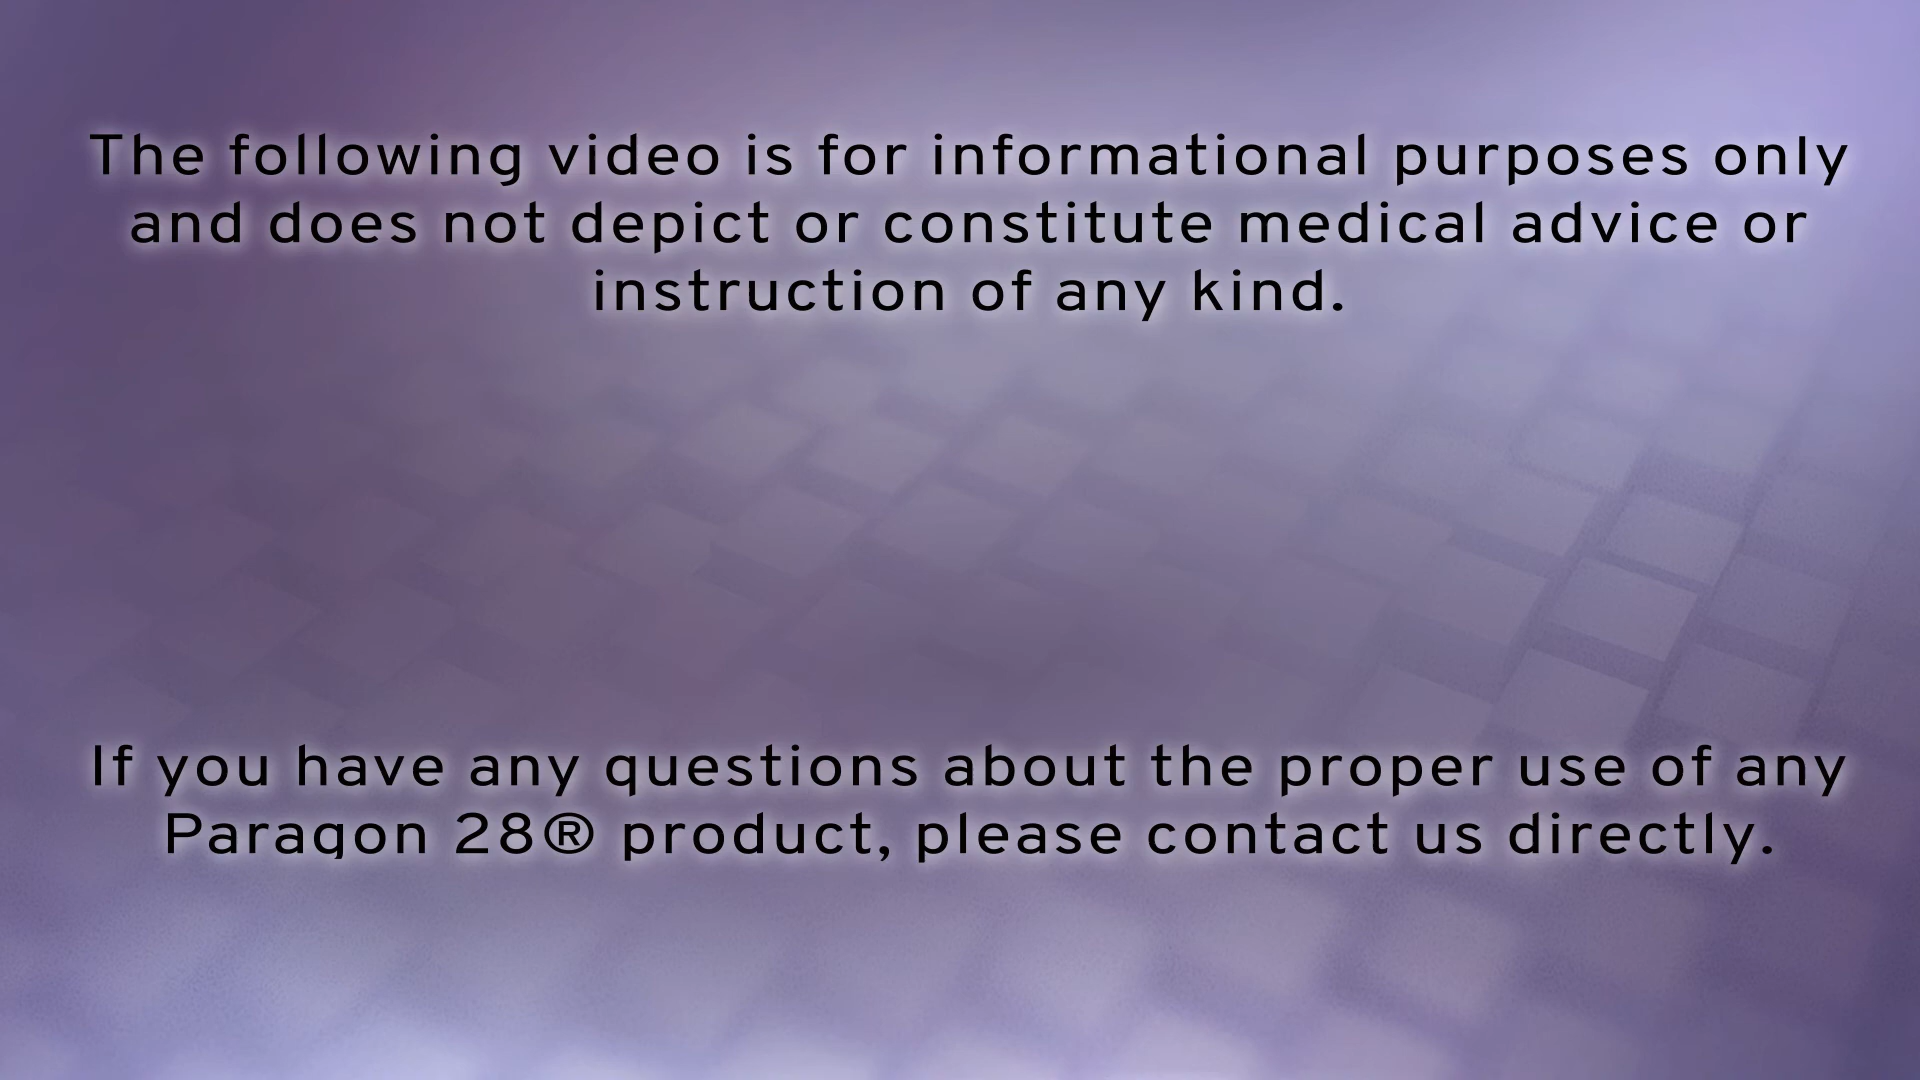 The following video is for informational purposes only
and does not depict or constitute medical advice or
instruction of any kind.
If you have any questions about the proper use of any
Paragon 28® product, please contact us directly.